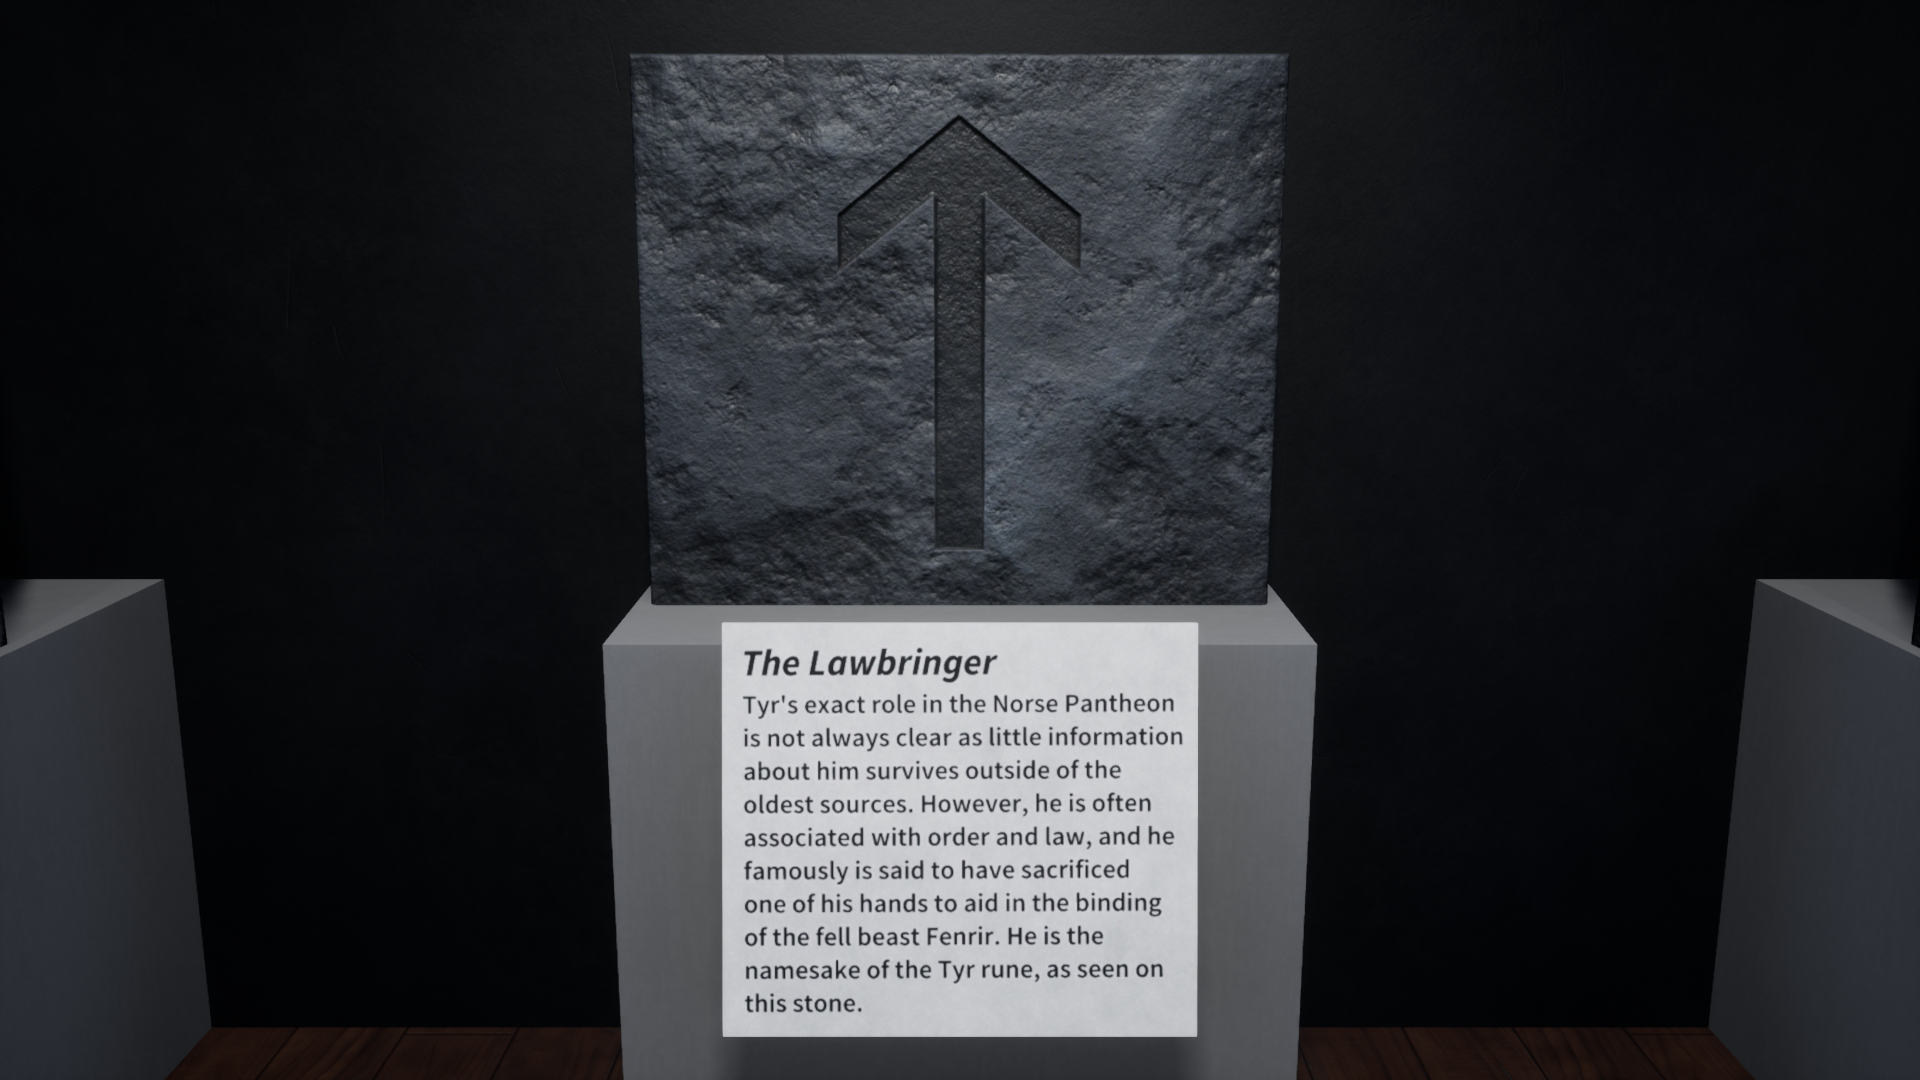 The Lawbringer
Tyr's exact role in the Norse Pantheon
is not always clear as little information
about him survives outside of the
oldest sources. However, he is often
associated with order and law, and he
famously is said to have sacrificed
one of his hands to aid in the binding
of the fell beast Fenrir. He is the
namesake of the Tyr rune, as seen on
this stone.